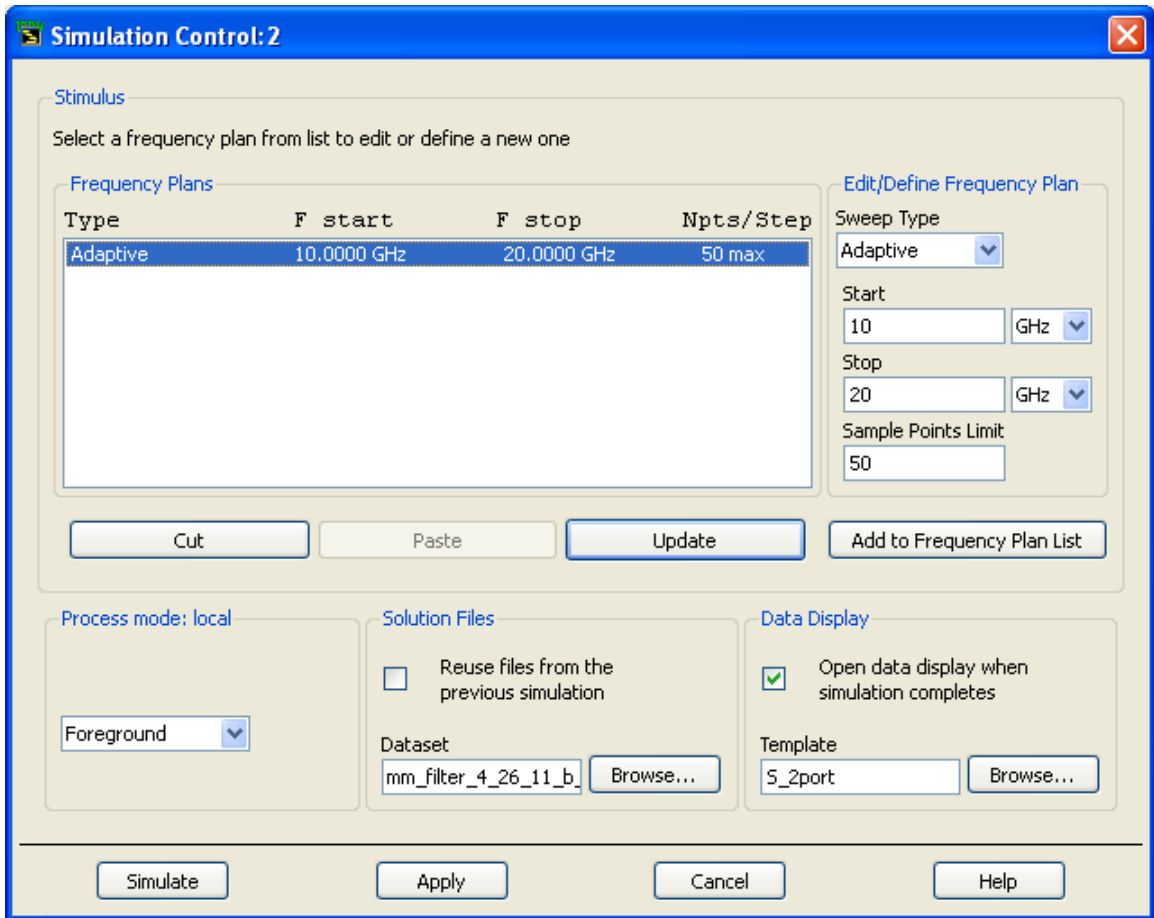 Simulation Control: 2
Stimulus
Select a frequency plan from list to edit or define a new one
Frequency Plans
Type F start F stop Npts/Step
Adaptive 10.0000 GHz 20.0000 GHz 50 max
Edit/Define Frequency Plan
Sweep Type
Adaptive
Start
10 GHz
Stop
20 GHz
Sample Points Limit
50
Cut Paste Update Add to Frequency Plan List
Process mode: local
Foreground
Solution Files
Reuse files from the
previous simulation
Dataset
mm_filter_4_26_11_b_ Browse...
Data Display
Open data display when
simulation completes
Template
S_2port Browse...
Simulate Apply Cancel Help